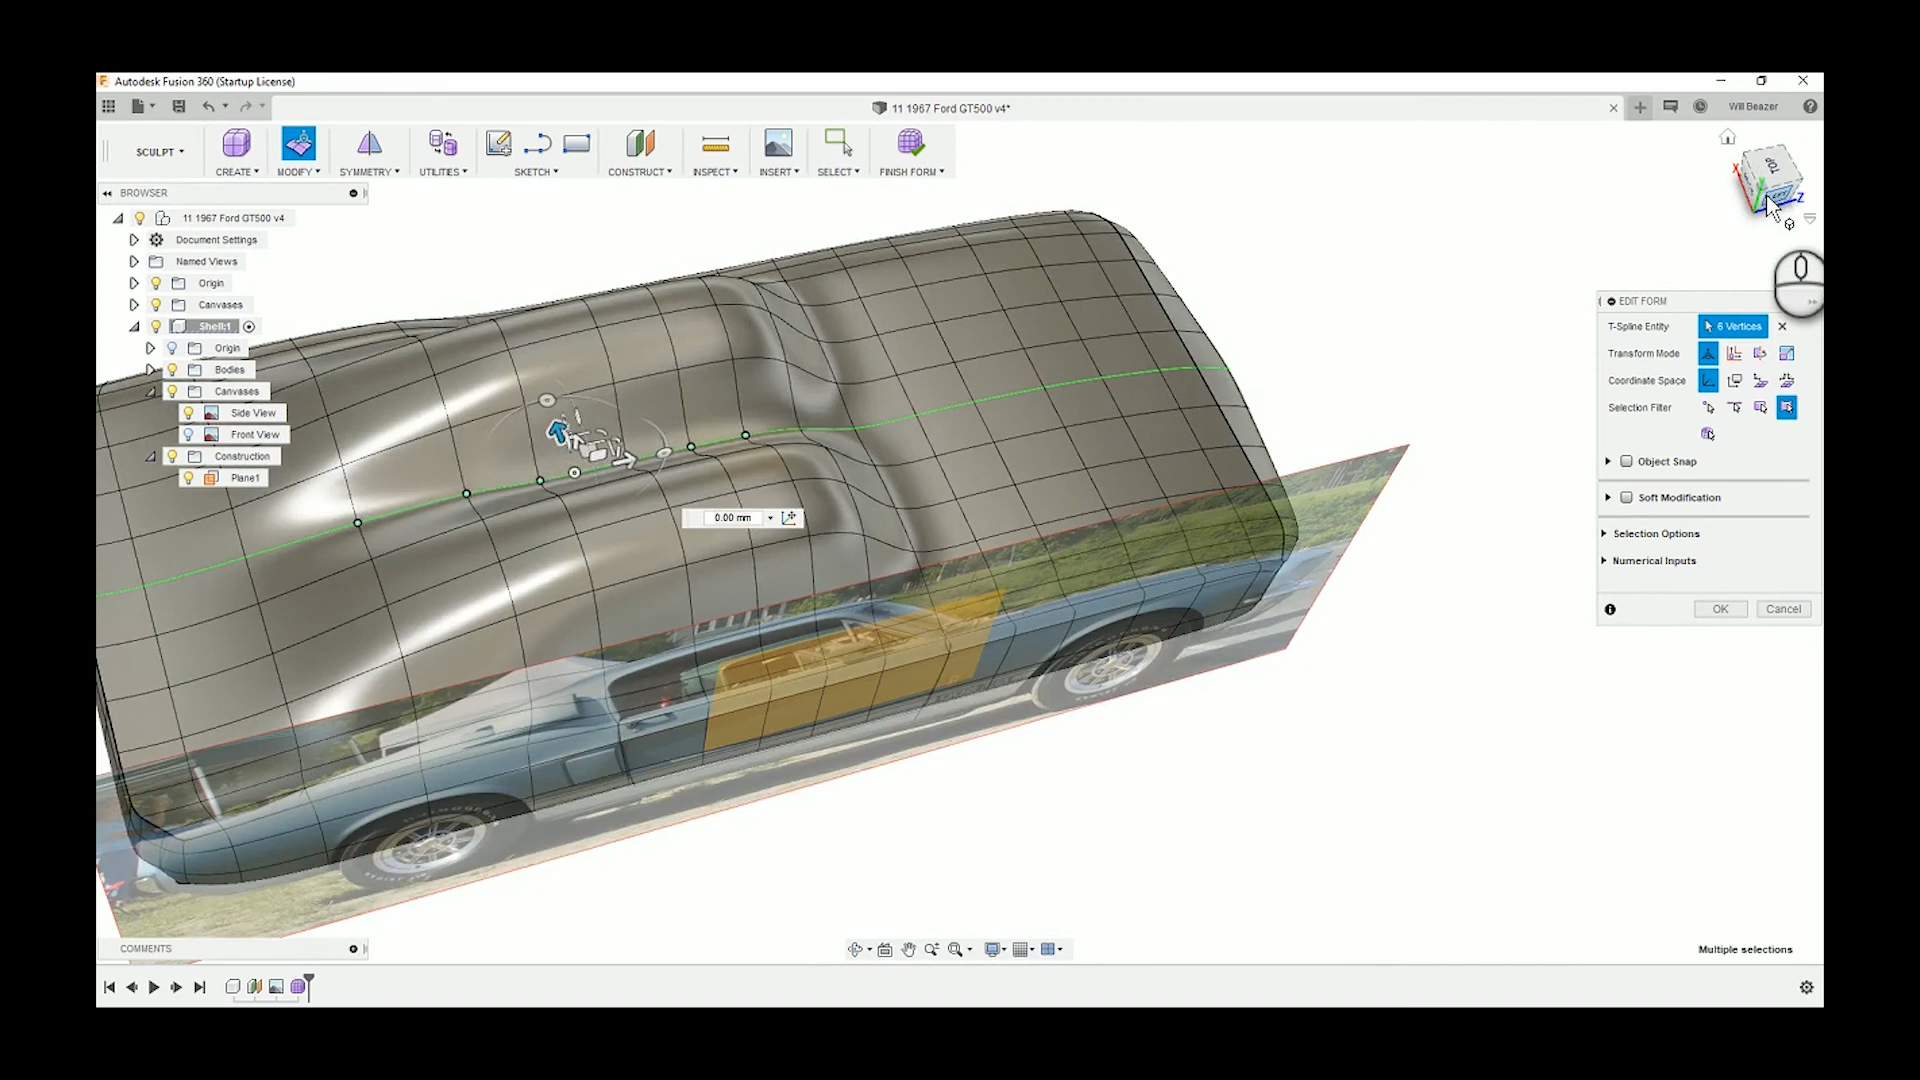 Autodesk Fusion 360 (Startup License)
11 1967 Ford GT500 v4*
Will Beazer
SCULPT
CREATE
MODIFY
SYMMETRY
UTILITIES
SKETCH
CONSTRUCT
INSPECT
INSERT
SELECT
FINISH FORM
BROWSER
11 1967 Ford GT500 v4
Document Settings
Named Views
Origin
Canvases
Shell:1
Origin
Bodies
Canvases
Side View
Front View
Construction
Plane1
TOP
X
Z
0.00 mm
EDIT FORM
T-Spline Entity
6 Vertices
Transform Mode
Coordinate Space
Selection Filter
Object Snap
Soft Modification
Selection Options
Numerical Inputs
OK
Cancel
COMMENTS
Multiple selections